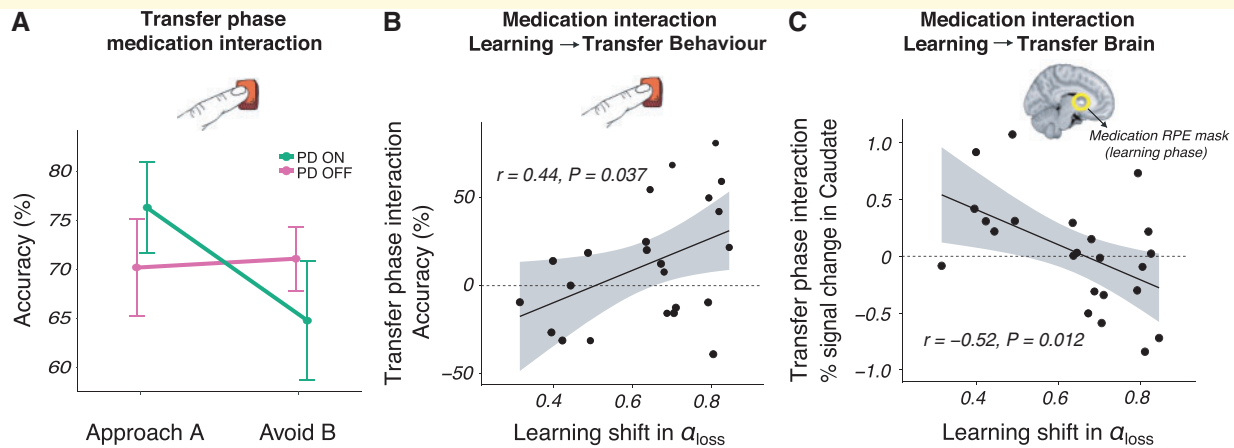 A
Transfer phase
medication interaction
PD ON
PD OFF
Accuracy (%)
80
75
70
65
60
Approach A
Avoid B
B
Medication interaction
Learning → Transfer Behaviour
r = 0.44, P = 0.037
Transfer phase interaction
Accuracy (%)
50
0
−50
0.4
0.6
0.8
Learning shift in αloss
C
Medication interaction
Learning → Transfer Brain
Medication RPE mask
(learning phase)
Transfer phase interaction
% signal change in Caudate
1.0
0.5
0
−0.5
−1.0
r = −0.52, P = 0.012
0.4
0.6
0.8
Learning shift in αloss